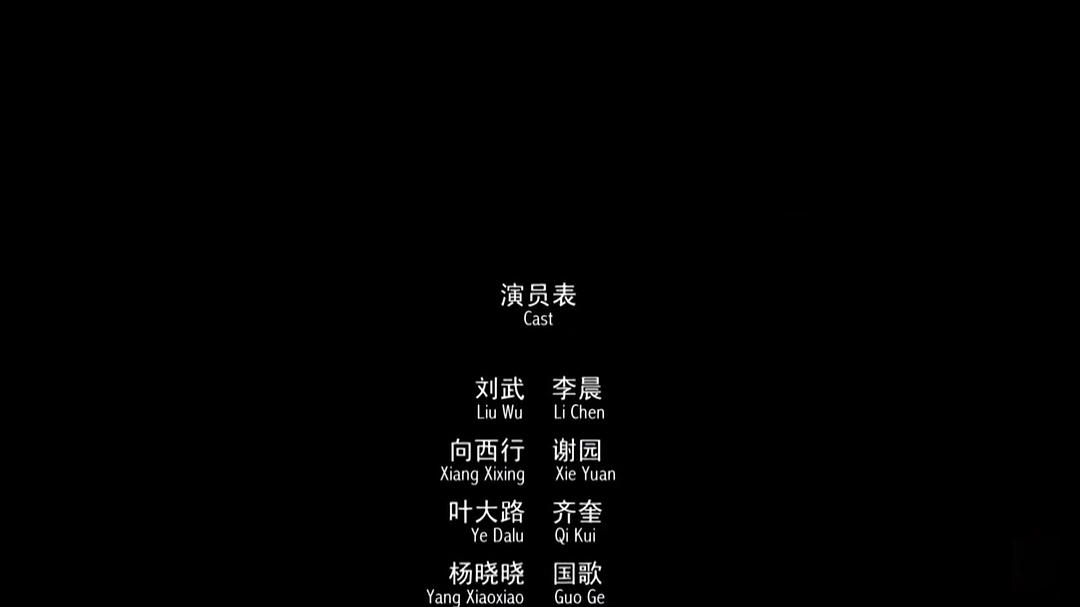 演员表
Cast
刘武 李晨
Liu Wu Li Chen
向西行 谢园
Xiang Xixing Xie Yuan
叶大路 齐奎
Ye Dalu Qi Kui
杨晓晓 国歌
Yang Xiaoxiao Guo Ge